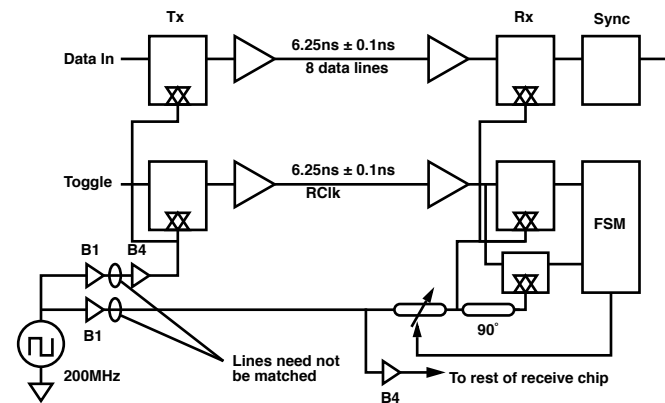 Tx
Rx
Sync
Data In
6.25ns ± 0.1ns
8 data lines
Toggle
6.25ns ± 0.1ns
RClk
FSM
B1
B4
B1
90°
200MHz
Lines need not
be matched
B4
To rest of receive chip